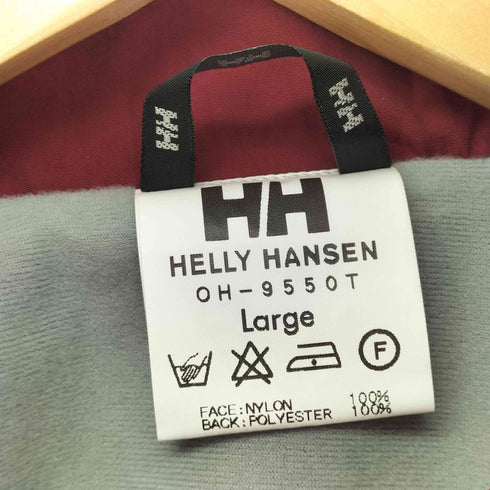 HH
HH
HH
HELLY HANSEN
OH-9550T
Large
F
FACE:NYLON 100%
BACK:POLYESTER 100%